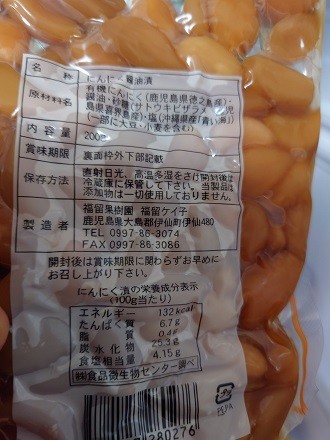 名 称 にんにく醤油漬
原材料名 有機にんにく(鹿児島県徳之島産)・
醤油・砂糖(サトウキビザラメ(鹿児
島県喜界島産)・塩(沖縄県産「青い海」)
(一部に大豆・小麦を含む)
内 容 量 200g
賞味期限 裏面枠外下部記載
保存方法 直射日光、高温多湿をさけ開封後は
冷蔵庫に保管して下さい。当製品は
添加物は一切使用しておりません。
製 造 者 福留果樹園 福留ケイ子
鹿児島県大島郡伊仙町伊仙480
TEL 0997-86-3074
FAX 0997-86-3086
開封後は賞味期限に関わらずお早めに
お召し上がり下さい。
にんにく漬の栄養成分表示
(100g当たり)
エネルギー 132kcal
たんぱく質 6.7g
脂 質 0.4g
炭 水 化 物 25.3g
食塩相当量 4.15g
㈱食品微生物センター調べ
プラ
PE,PA
280276